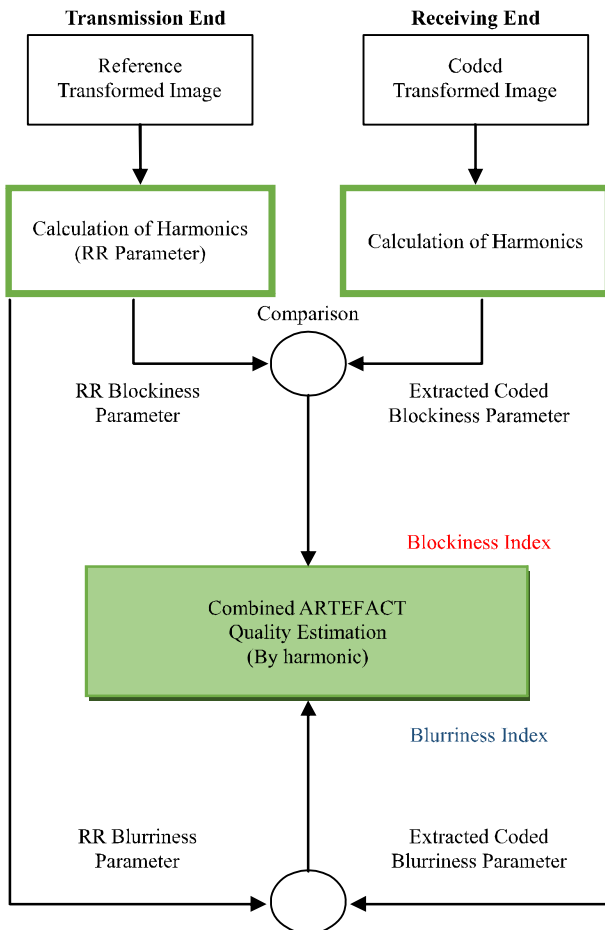 Transmission End
Receiving End
Reference
Transformed Image
Coded
Transformed Image
Calculation of Harmonics
(RR Parameter)
Calculation of Harmonics
Comparison
RR Blockiness
Parameter
Extracted Coded
Blockiness Parameter
Blockiness Index
Combined ARTEFACT
Quality Estimation
(By harmonic)
Blurriness Index
RR Blurriness
Parameter
Extracted Coded
Blurriness Parameter